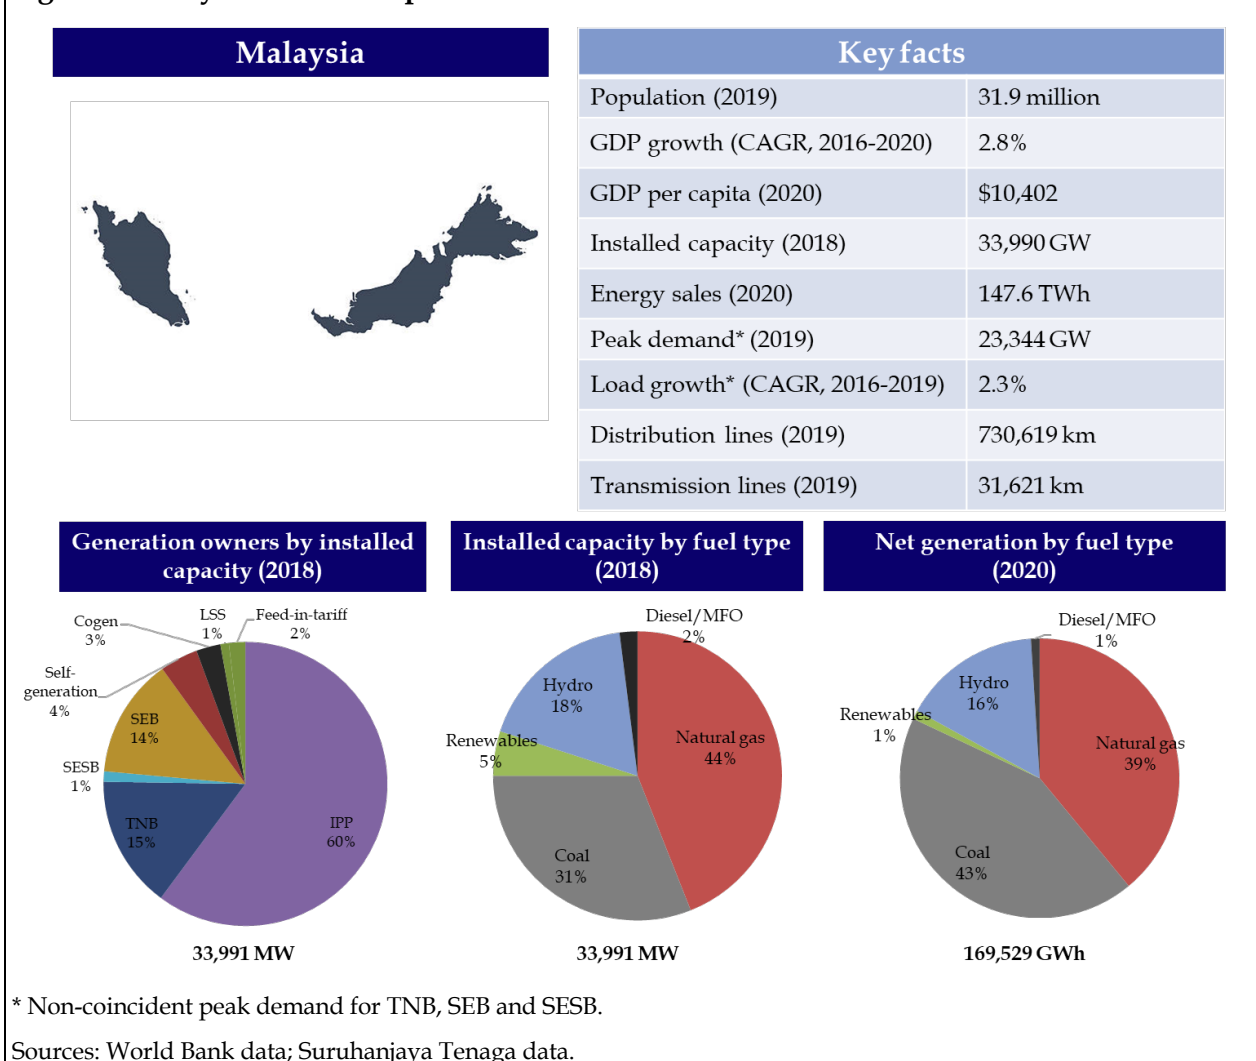 Malaysia
Key facts
Population (2019) 31.9 million
GDP growth (CAGR, 2016-2020) 2.8%
GDP per capita (2020) $10,402
Installed capacity (2018) 33,990 GW
Energy sales (2020) 147.6 TWh
Peak demand* (2019) 23,344 GW
Load growth* (CAGR, 2016-2019) 2.3%
Distribution lines (2019) 730,619 km
Transmission lines (2019) 31,621 km
Generation owners by installed
capacity (2018)
Cogen
3%
LSS
1%
Feed-in-tariff
2%
Self-
generation
4%
SEB
14%
SESB
1%
TNB
15%
IPP
60%
33,991 MW
Installed capacity by fuel type
(2018)
Diesel/MFO
2%
Hydro
18%
Renewables
5%
Natural gas
44%
Coal
31%
33,991 MW
Net generation by fuel type
(2020)
Diesel/MFO
1%
Hydro
16%
Renewables
1%
Natural gas
39%
Coal
43%
169,529 GWh
* Non-coincident peak demand for TNB, SEB and SESB.
Sources: World Bank data; Suruhanjaya Tenaga data.